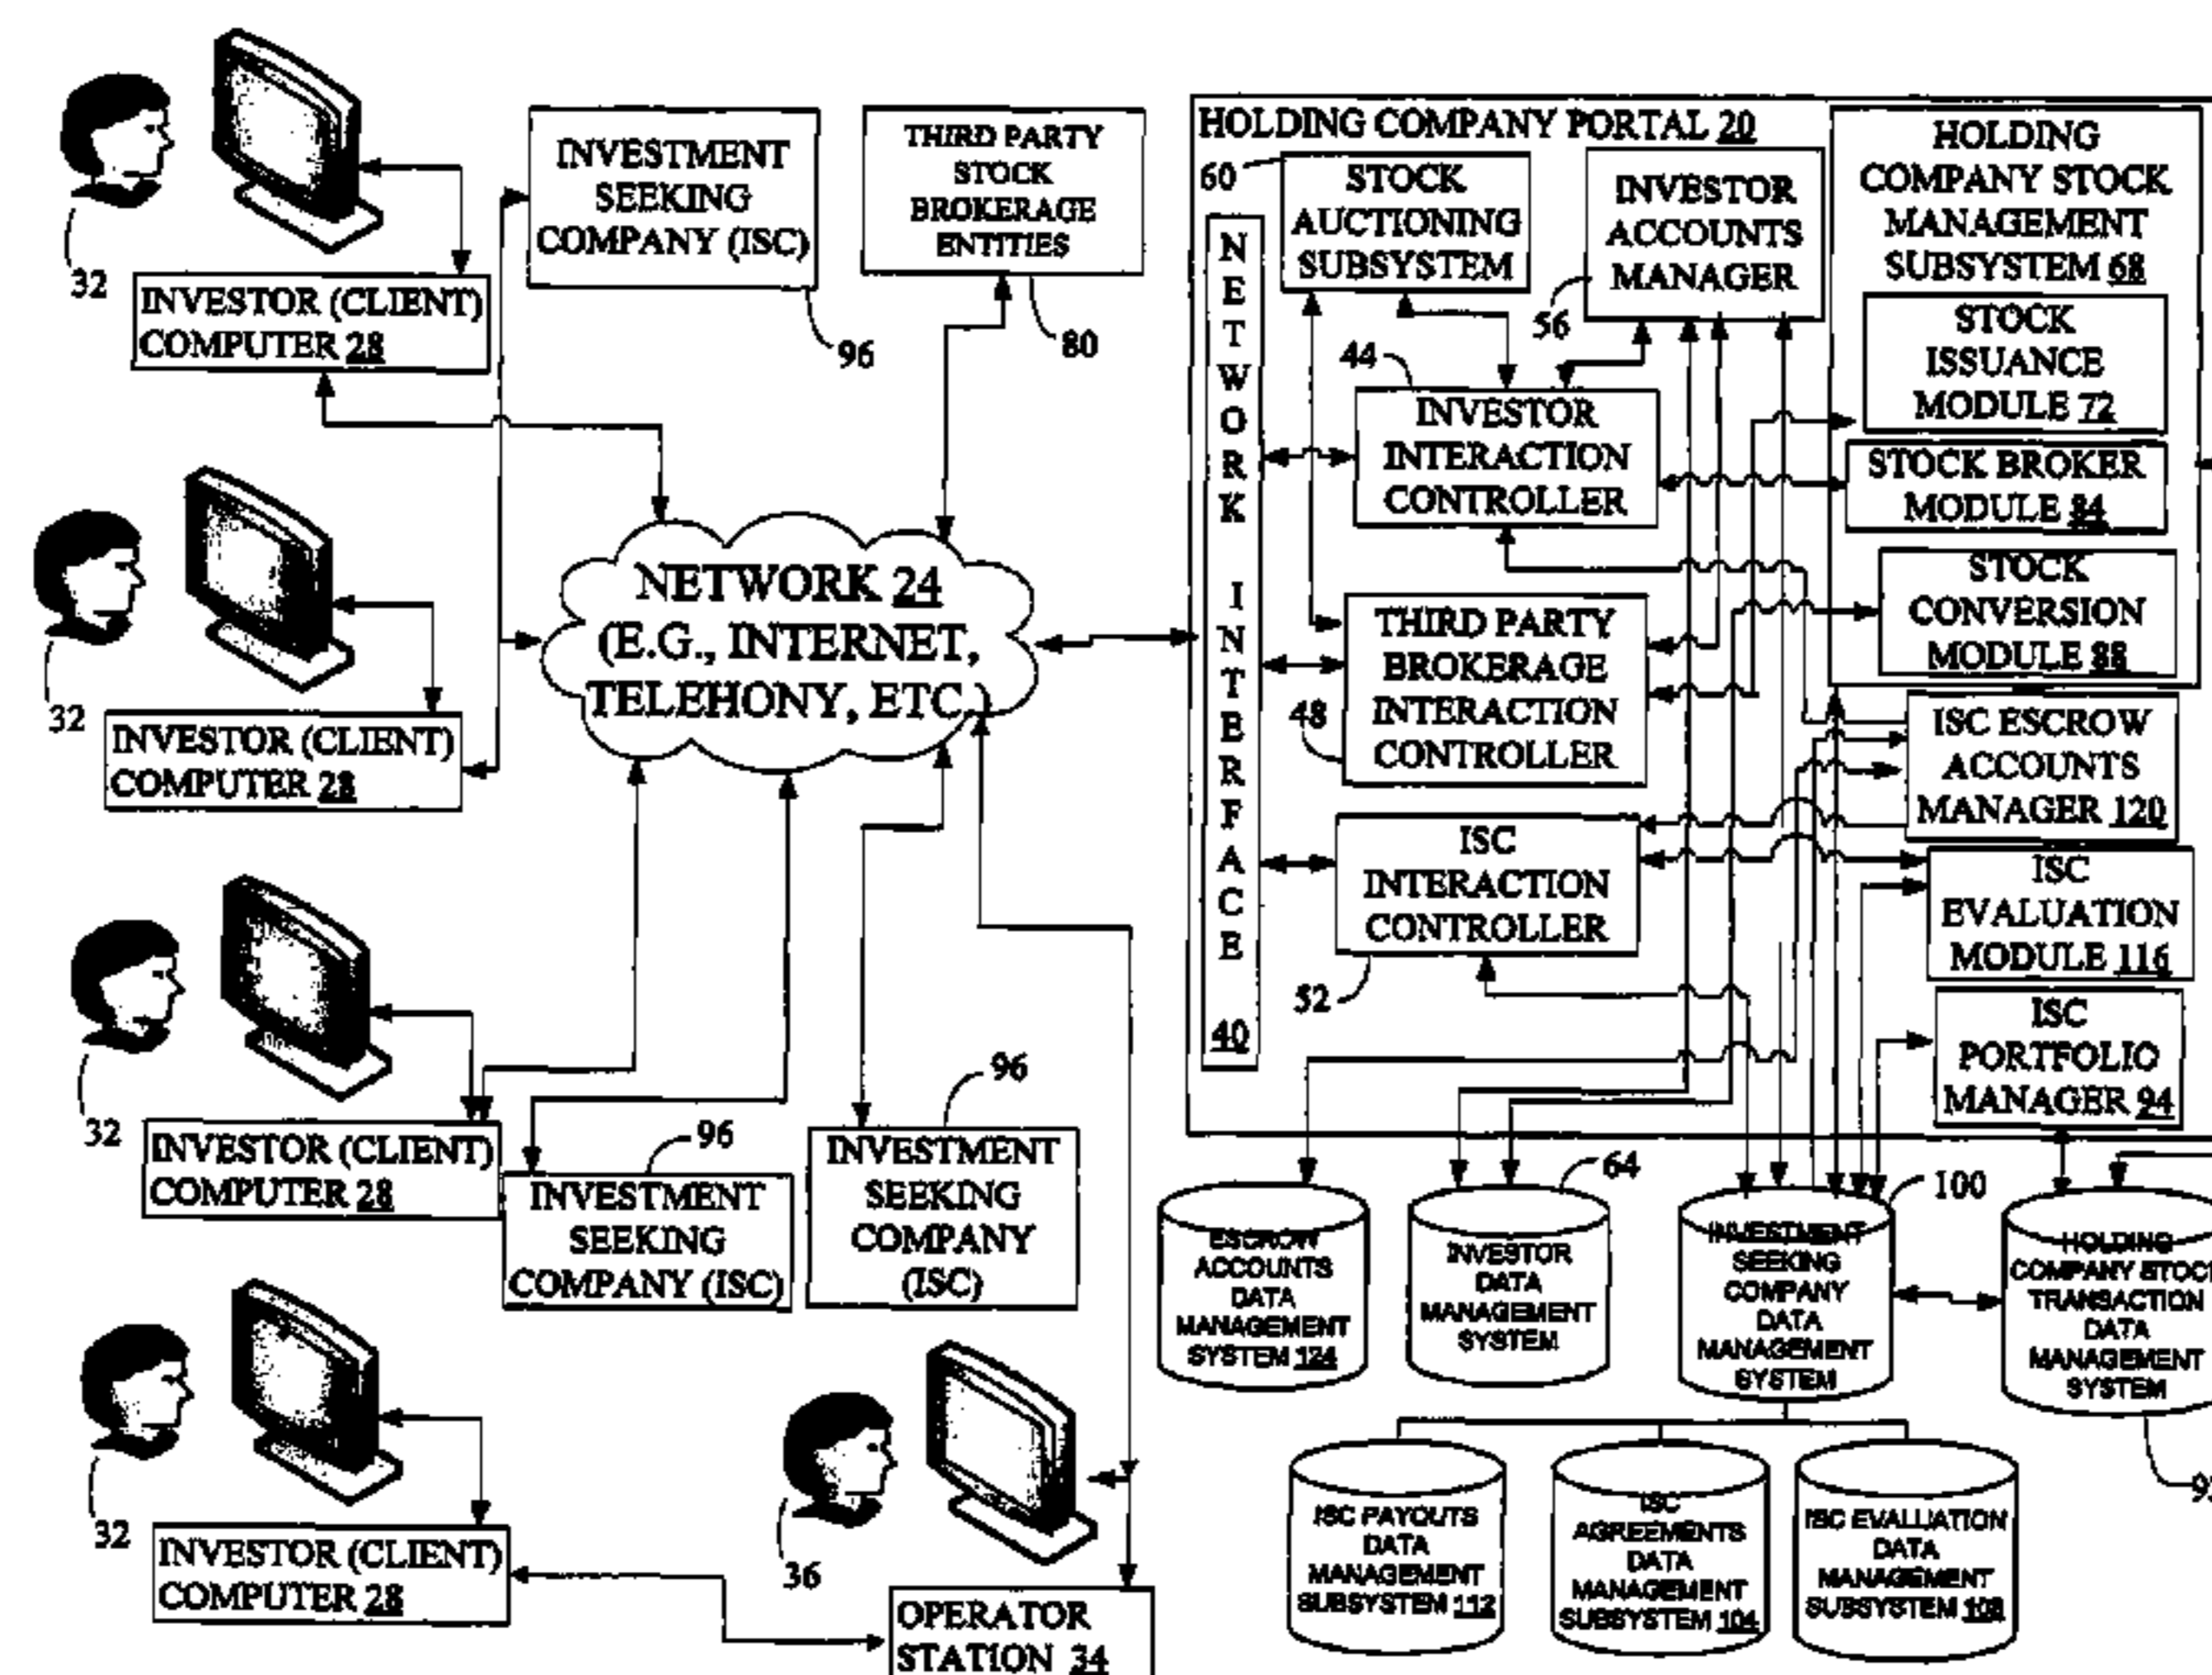 32
INVESTOR (CLIENT)
COMPUTER 28
INVESTMENT
SEEKING
COMPANY (ISC)
96
THIRD PARTY
STOCK
BROKERAGE
ENTITIES
80
32
INVESTOR (CLIENT)
COMPUTER 28
NETWORK 24
(E.G., INTERNET,
TELEHONY, ETC.)
32
INVESTOR (CLIENT)
COMPUTER 28
96
INVESTMENT
SEEKING
COMPANY (ISC)
96
INVESTMENT
SEEKING
COMPANY
(ISC)
32
INVESTOR (CLIENT)
COMPUTER 28
36
OPERATOR
STATION 34
HOLDING COMPANY PORTAL 20
60
STOCK
AUCTIONING
SUBSYSTEM
INVESTOR
ACCOUNTS
MANAGER
56
HOLDING
COMPANY STOCK
MANAGEMENT
SUBSYSTEM 68
STOCK
ISSUANCE
MODULE 72
STOCK BROKER
MODULE 84
STOCK
CONVERSION
MODULE 88
NETWORK INTERFACE
40
44
INVESTOR
INTERACTION
CONTROLLER
THIRD PARTY
BROKERAGE
INTERACTION
CONTROLLER
48
ISC
INTERACTION
CONTROLLER
52
ISC ESCROW
ACCOUNTS
MANAGER 120
ISC
EVALUATION
MODULE 116
ISC
PORTFOLIO
MANAGER 94
ESCROW
ACCOUNTS
DATA
MANAGEMENT
SYSTEM 124
64
INVESTOR
DATA
MANAGEMENT
SYSTEM
100
INVESTMENT
SEEKING
COMPANY
DATA
MANAGEMENT
SYSTEM
HOLDING
COMPANY STOCK
TRANSACTION
DATA
MANAGEMENT
SYSTEM
ISC PAYOUTS
DATA
MANAGEMENT
SUBSYSTEM 112
ISC
AGREEMENTS
DATA
MANAGEMENT
SUBSYSTEM 104
ISC EVALUATION
DATA
MANAGEMENT
SUBSYSTEM 108